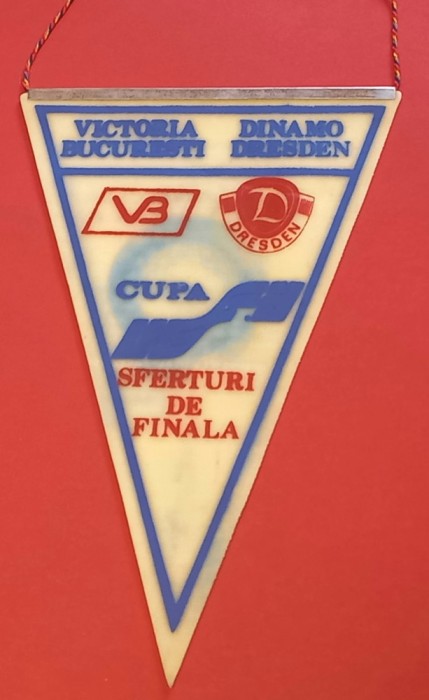 VICTORIA DINAMO
BUCURESTI DRESDEN
VB
D
DRESDEN
CUPA
SFERTURI
DE
FINALA